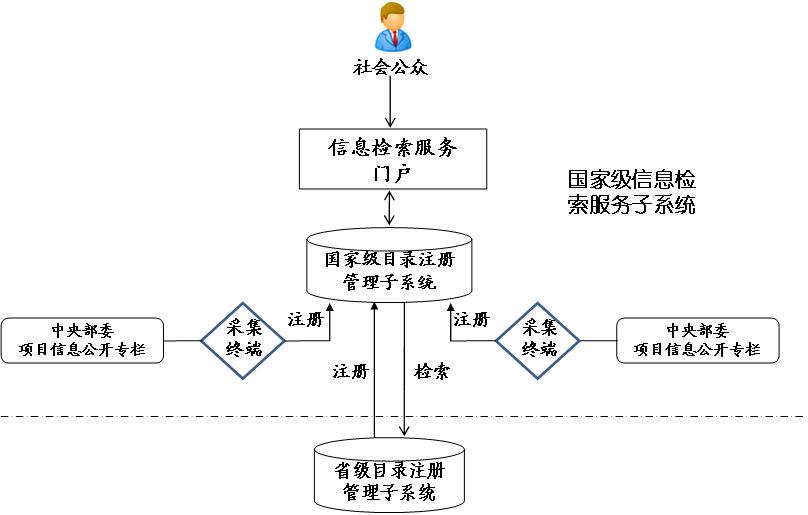 社会公众
信息检索服务
门户
国家级信息检
索服务子系统
国家级目录注册
管理子系统
中央部委
项目信息公开专栏
采集
终端
注册
注册
采集
终端
中央部委
项目信息公开专栏
注册
检索
省级目录注册
管理子系统